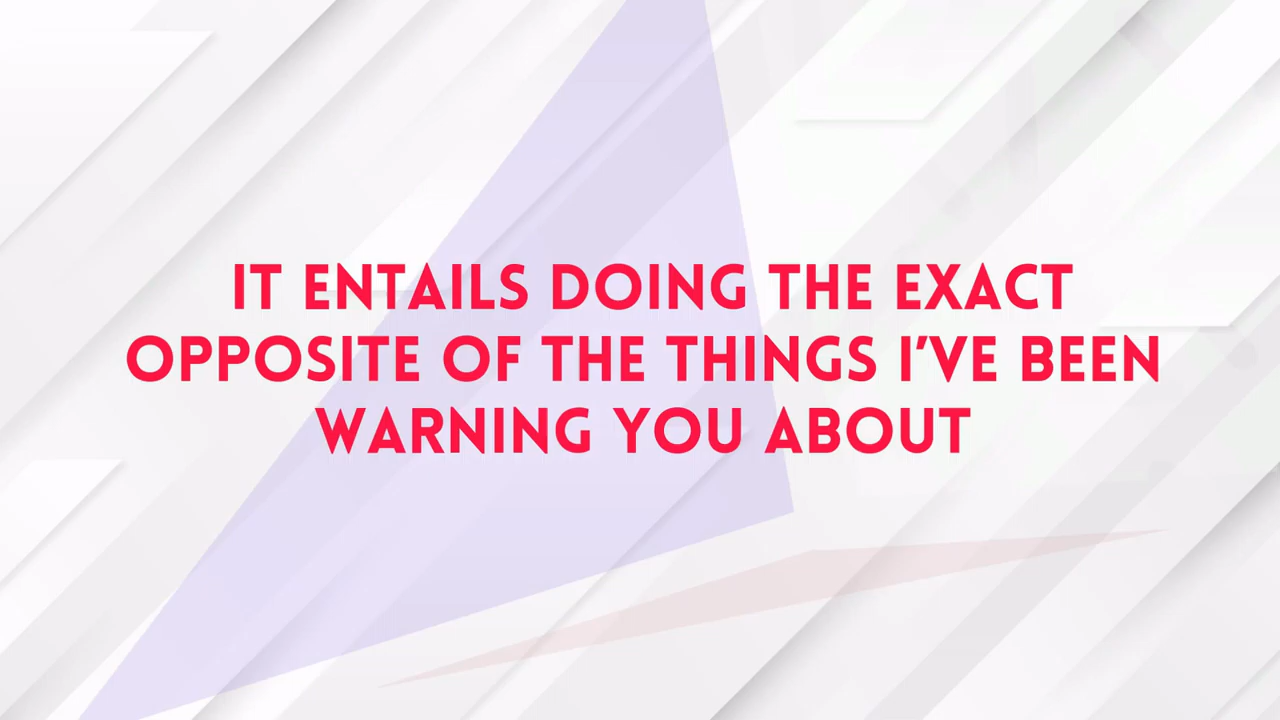 IT ENTAILS DOING THE EXACT
OPPOSITE OF THE THINGS I’VE BEEN
WARNING YOU ABOUT